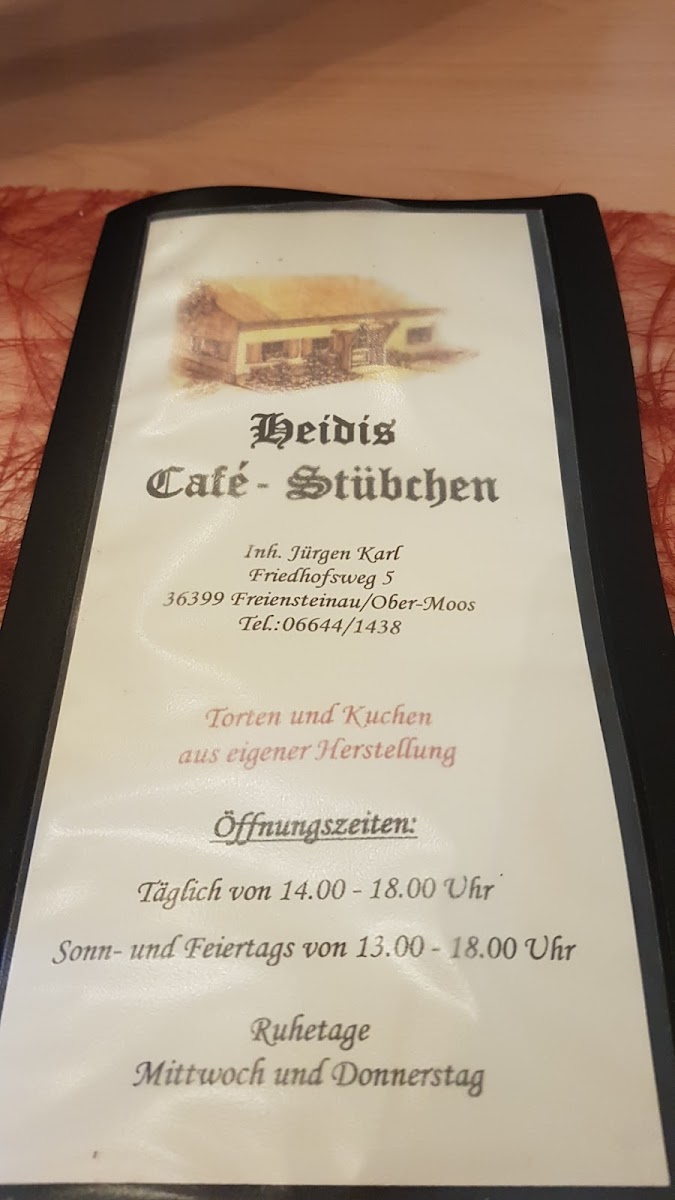 Heidis
Café - Stübchen
Inh. Jürgen Karl
Friedhofsweg 5
36399 Freiensteinau/Ober-Moos
Tel.:06644/1438
Torten und Kuchen
aus eigener Herstellung
Öffnungszeiten:
Täglich von 14.00 - 18.00 Uhr
Sonn- und Feiertags von 13.00 - 18.00 Uhr
Ruhetage
Mittwoch und Donnerstag